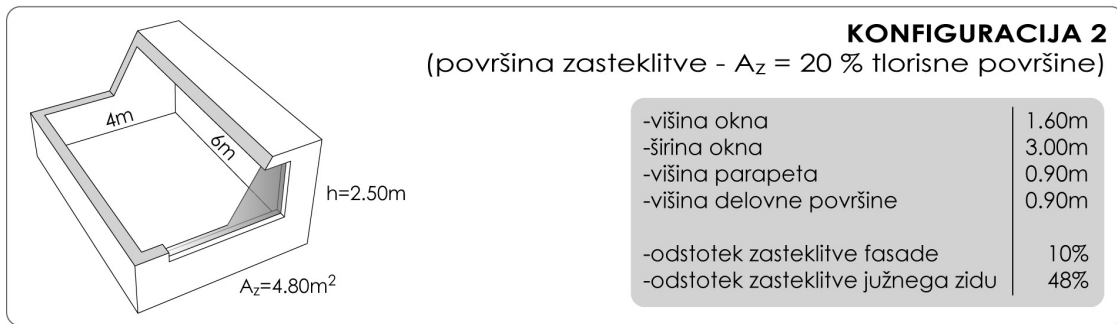 KONFIGURACIJA 2
(površina zasteklitve - Az = 20 % tlorisne površine)
4m
6m
h=2.50m
Az=4.80m²
-višina okna 1.60m
-širina okna 3.00m
-višina parapeta 0.90m
-višina delovne površine 0.90m
-odstotek zasteklitve fasade 10%
-odstotek zasteklitve južnega zidu 48%